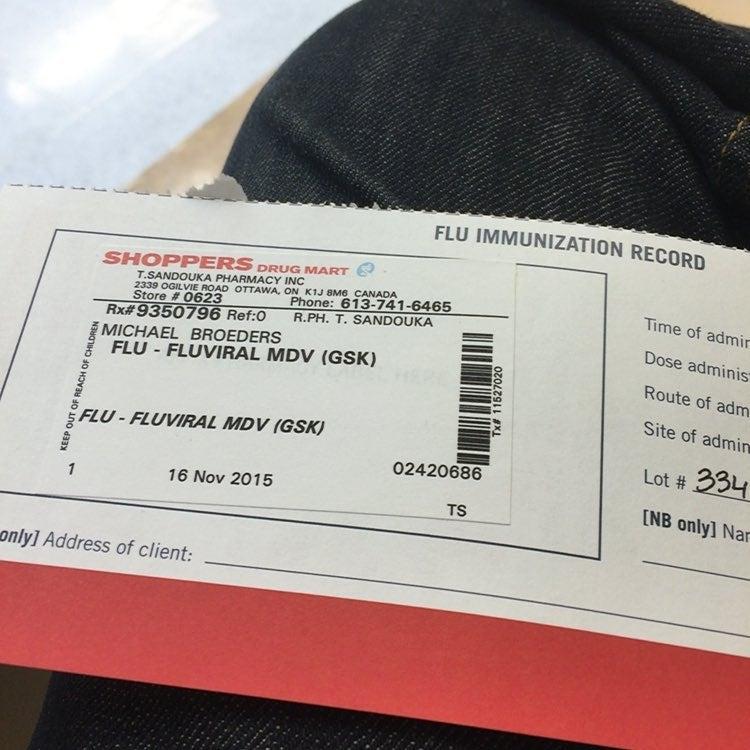 FLU IMMUNIZATION RECORD
SHOPPERS DRUG MART
T.SANDOUKA PHARMACY INC
2339 OGILVIE ROAD OTTAWA, ON K1J 8M6 CANADA
Store # 0623 Phone: 613-741-6465
Rx#9350796 Ref:0 R.PH. T. SANDOUKA
MICHAEL BROEDERS
FLU - FLUVIRAL MDV (GSK)
KEEP OUT OF REACH OF CHILDREN
FLU - FLUVIRAL MDV (GSK)
Tx# 11527020
1 16 Nov 2015 02420686
TS
only] Address of client:
Time of admin
Dose adminis
Route of adm
Site of admin
Lot # 334
[NB only] Nam